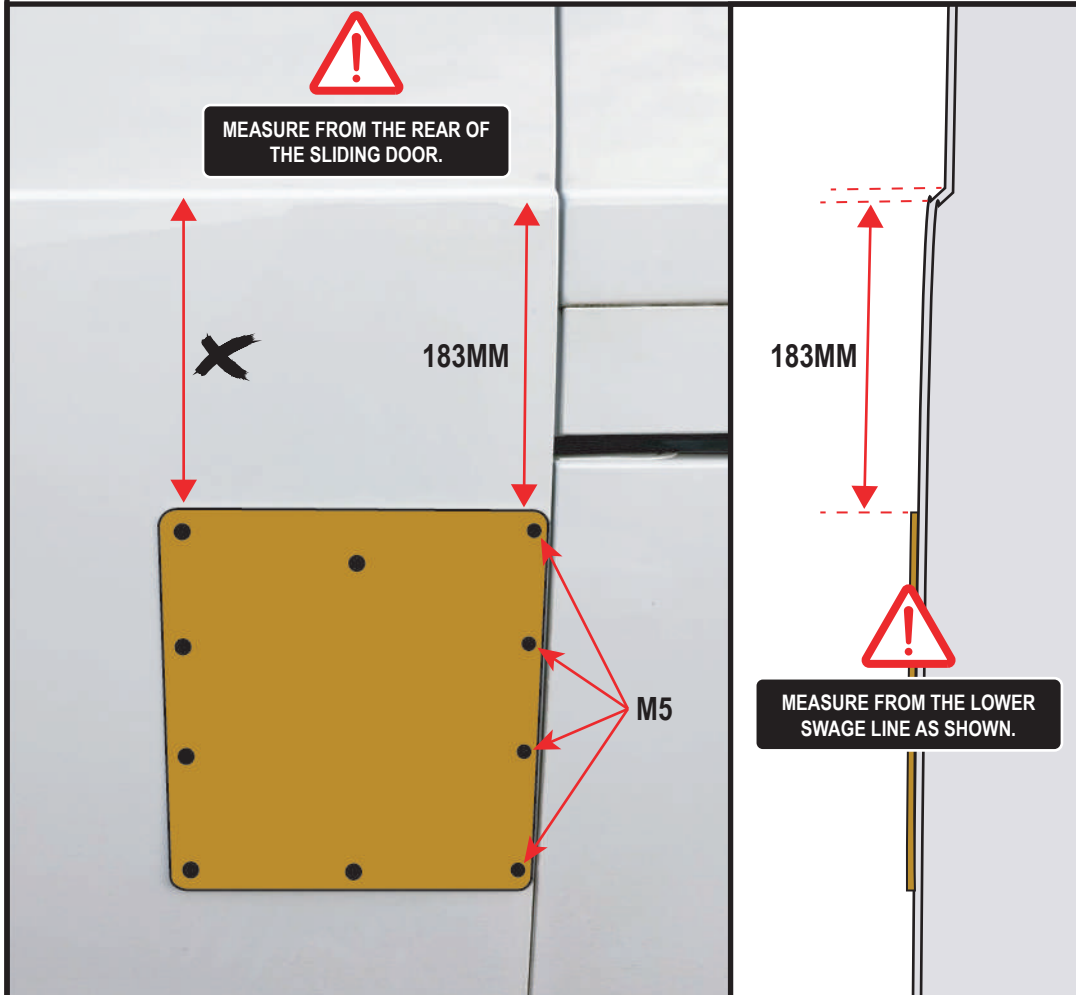 MEASURE FROM THE REAR OF
THE SLIDING DOOR.
183MM
M5
183MM
MEASURE FROM THE LOWER
SWAGE LINE AS SHOWN.